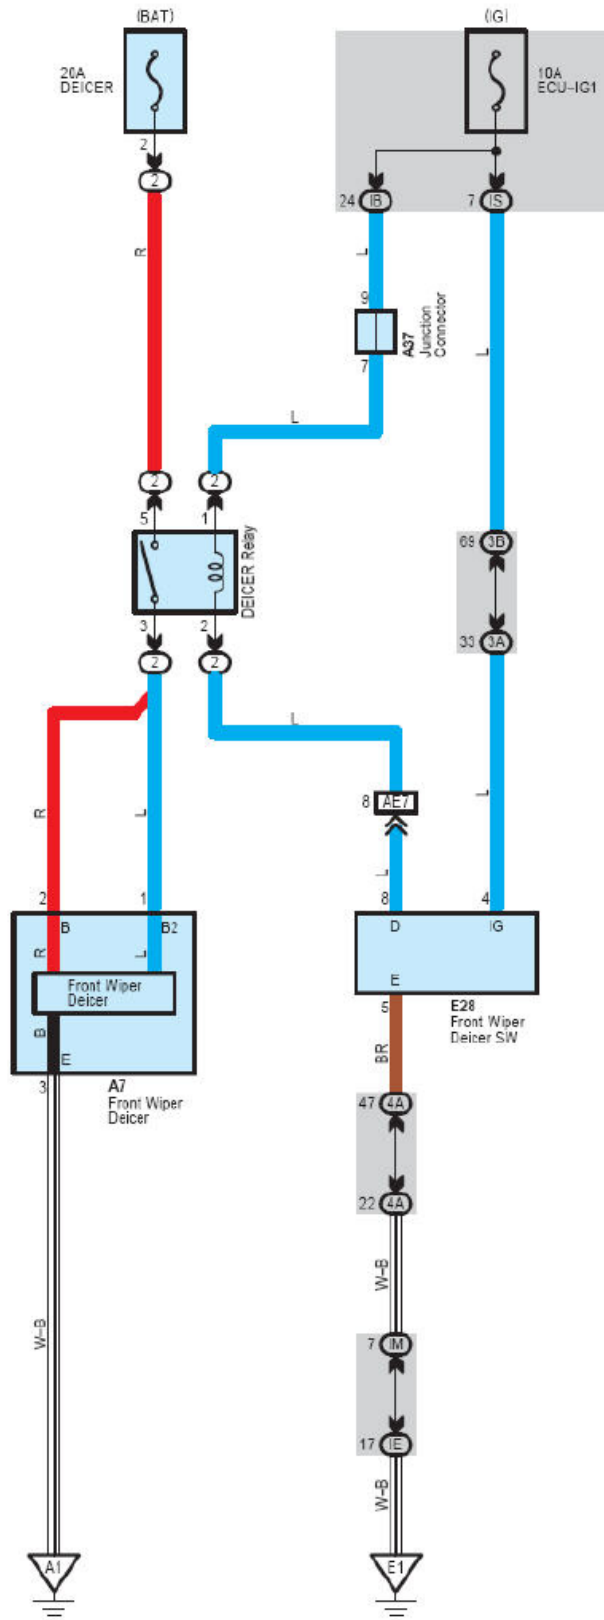 (BAT)
(IG)
20A
DEICER
10A
ECU-IG1
2
2
24
IB
7
IS
R
L
9
A37
Junction
Connector
7
L
L
2
2
5
1
DEICER Relay
69
3B
3
2
33
3A
2
2
L
8
AE7
R
L
L
L
2
1
8
4
B
B2
D
IG
R
L
Front Wiper
Deicer
E
B
E
5
E28
Front Wiper
Deicer SW
3
A7
Front Wiper
Deicer
BR
47
4A
22
4A
W-B
W-B
7
IM
17
IE
W-B
A1
E1